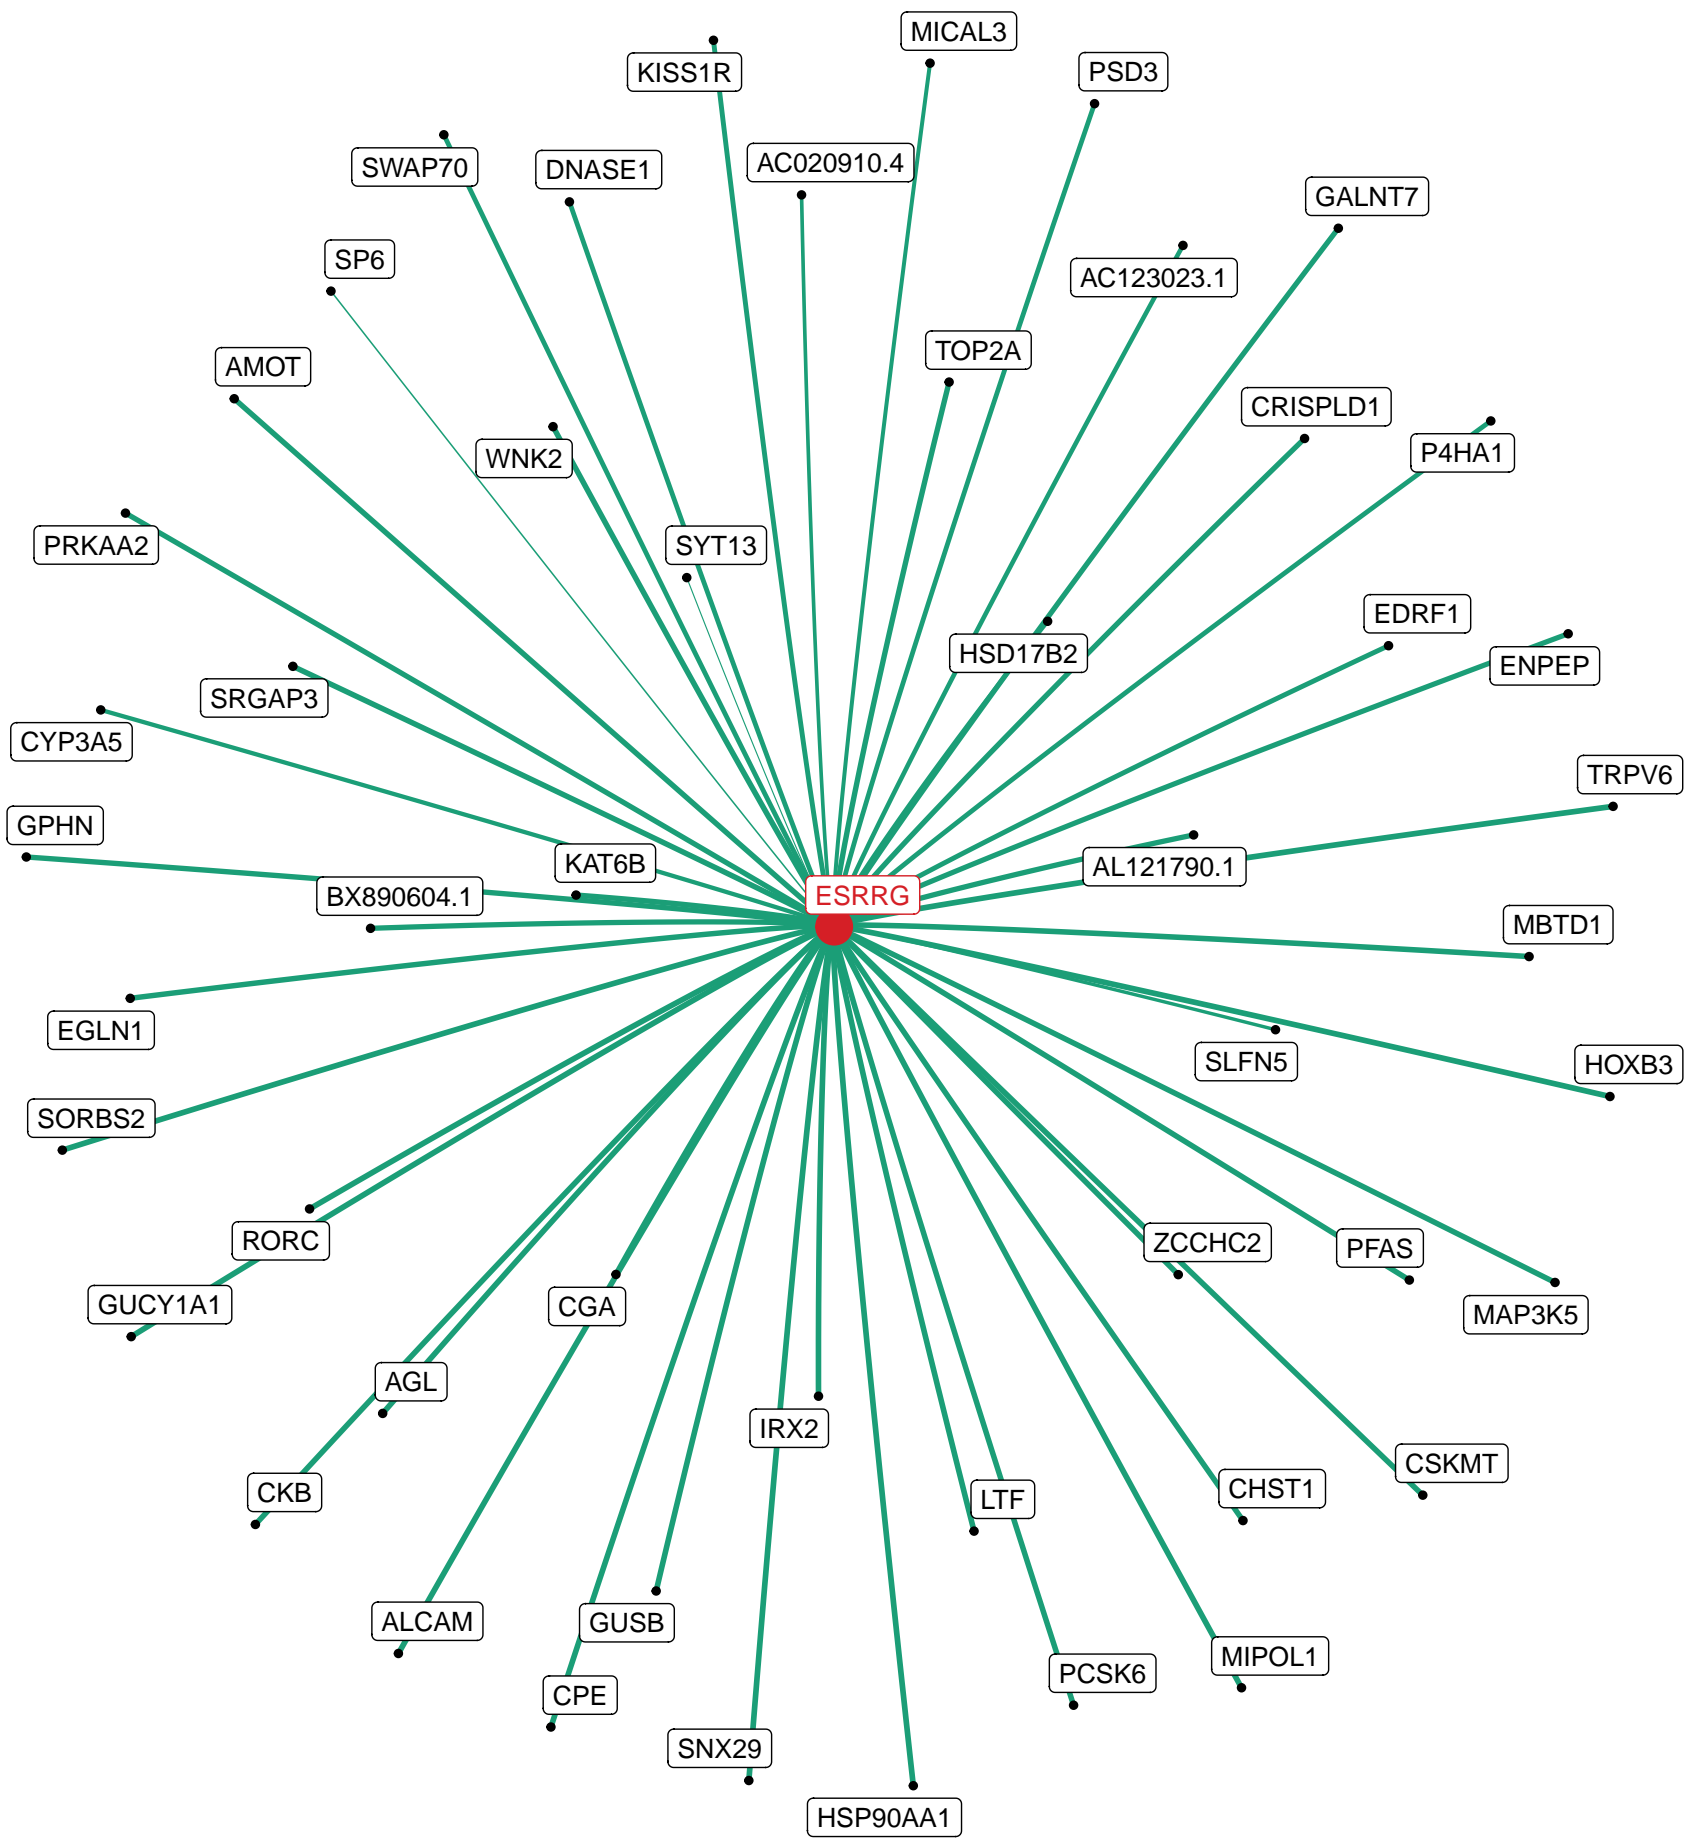 MICAL3
KISS1R
PSD3
SWAP70
DNASE1
AC020910.4
GALNT7
SP6
AC123023.1
AMOT
TOP2A
CRISPLD1
WNK2
P4HA1
PRKAA2
SYT13
EDRF1
HSD17B2
ENPEP
SRGAP3
CYP3A5
TRPV6
GPHN
KAT6B
AL121790.1
BX890604.1
ESRRG
MBTD1
EGLN1
SLFN5
HOXB3
SORBS2
RORC
ZCCHC2
PFAS
GUCY1A1
CGA
MAP3K5
AGL
IRX2
CSKMT
CKB
LTF
CHST1
ALCAM
GUSB
MIPOL1
PCSK6
CPE
SNX29
HSP90AA1